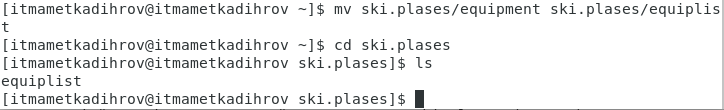 [itmametkadihrov@itmametkadihrov ~]$ mv ski.plases/equipment ski.plases/equiplis
t
[itmametkadihrov@itmametkadihrov ~]$ cd ski.plases
[itmametkadihrov@itmametkadihrov ski.plases]$ ls
equiplist
[itmametkadihrov@itmametkadihrov ski.plases]$